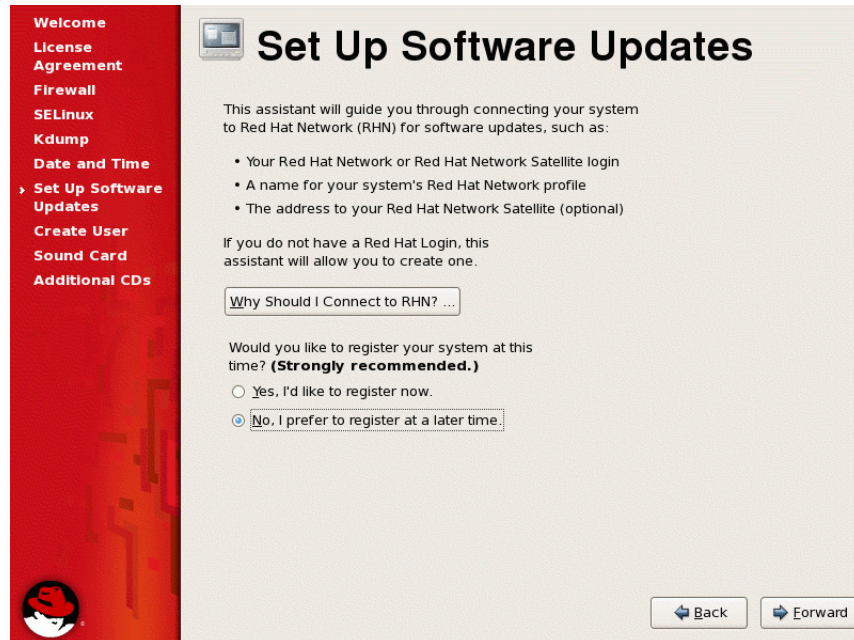 Welcome
License
Agreement
Firewall
SELinux
Kdump
Date and Time
Set Up Software
Updates
Create User
Sound Card
Additional CDs
Set Up Software Updates
This assistant will guide you through connecting your system
to Red Hat Network (RHN) for software updates, such as:
• Your Red Hat Network or Red Hat Network Satellite login
• A name for your system's Red Hat Network profile
• The address to your Red Hat Network Satellite (optional)
If you do not have a Red Hat Login, this
assistant will allow you to create one.
Why Should I Connect to RHN? ...
Would you like to register your system at this
time? (Strongly recommended.)
Yes, I'd like to register now.
No, I prefer to register at a later time.
Back
Forward